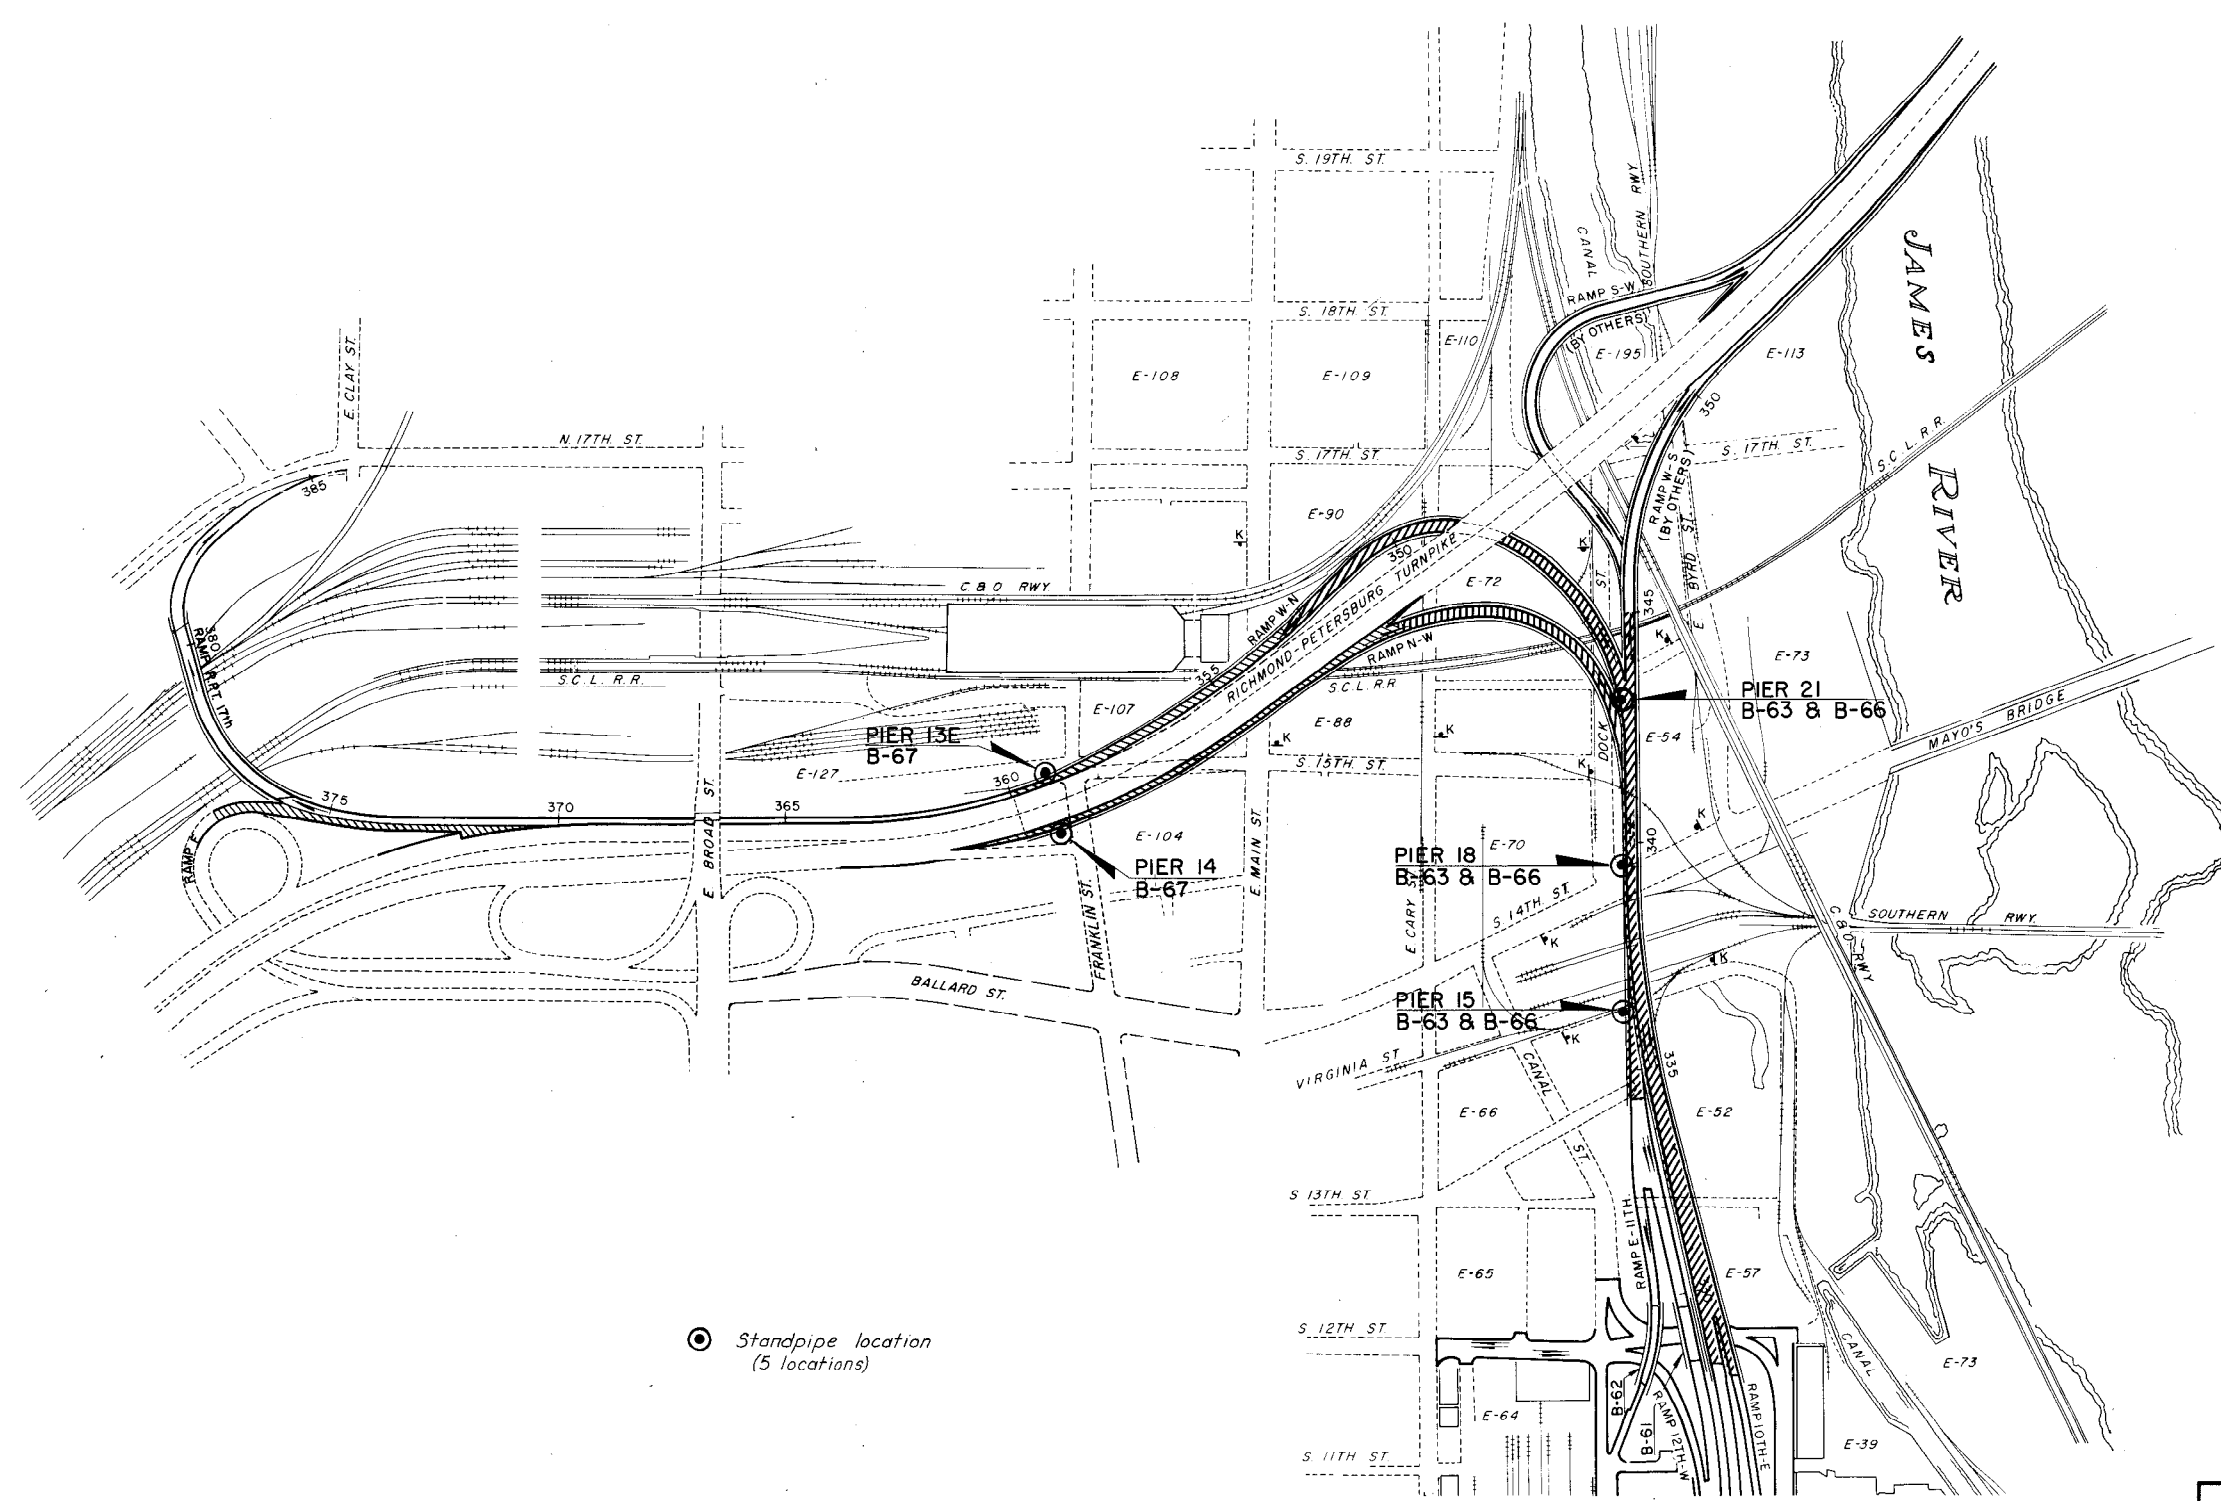 S. 19TH. ST.
CANAL
SOUTHERN RWY
JAMES
RIVER
RAMP S-W
(BY OTHERS)
S. 18TH ST.
E-110
E-195
E-113
E. CLAY ST.
E-108
E-109
350
N. 17TH ST.
S. 17TH ST.
S. 17TH ST.
S.C.L. R.R.
K
RAMP W-S
(BY OTHERS)
385
E-90
K
K
350
E. BYRD ST.
C & O RWY
E-72
ST.
345
RAMP W-N
RICHMOND-PETERSBURG TURNPIKE
K
380
RAMP R.P.T. 17th
RAMP N-W
E-73
355
S.C.L. R.R.
S.C.L. R.R
PIER 21
B-63 & B-66
E-107
E-88
K
MAYO'S BRIDGE
PIER 13E
B-67
K
DOCK
E-54
E-127
360
S. 15TH ST.
K
375
370
365
E. BROAD ST.
E-104
E. MAIN ST.
K
340
RAMP F
PIER 14
B-67
PIER 18
B-63 & B-66
E-70
FRANKLIN ST.
E CARY ST.
S. 14TH ST.
SOUTHERN RWY.
C & O RWY
K
K
BALLARD ST.
PIER 15
B-63 & B-66
K
VIRGINIA ST
CANAL ST.
335
E-66
E-52
S 13TH ST.
RAMP E-11TH
E-65
E-57
S 12TH ST.
Standpipe location
(5 locations)
CANAL
E-73
B-62
B-61
RAMP 12TH-W
RAMP 10TH-E
E-64
E-39
S. 11TH ST.